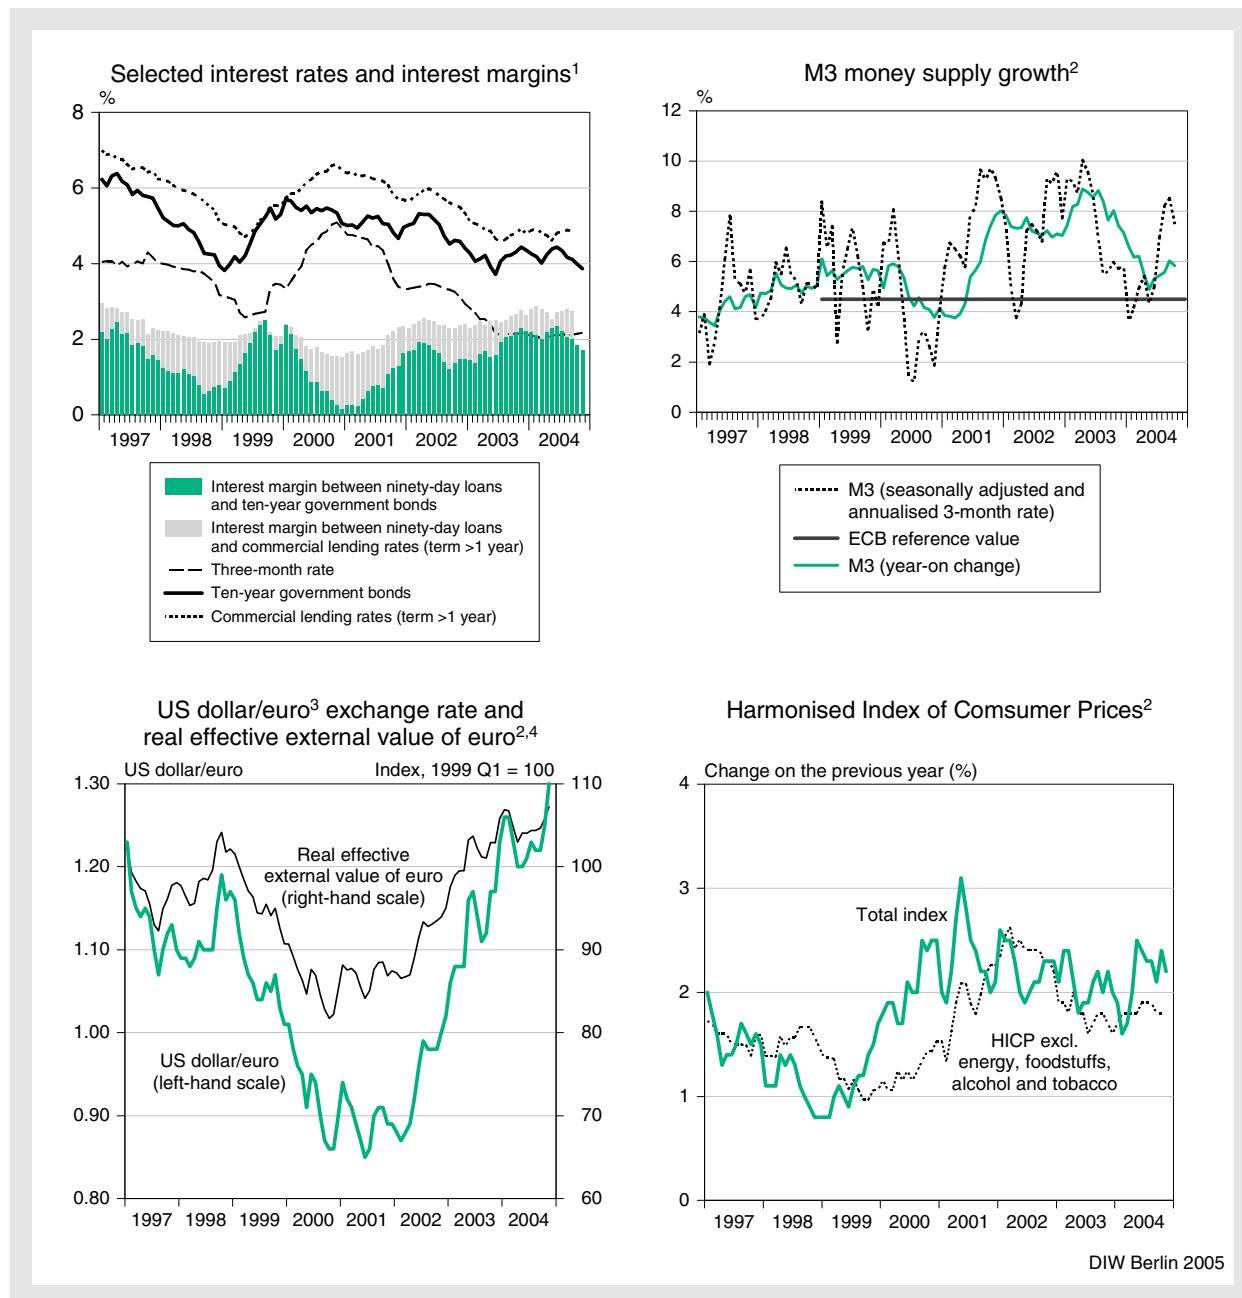 Selected interest rates and interest margins1
%
8
6
4
2
0
1997 1998 1999 2000 2001 2002 2003 2004
Interest margin between ninety-day loans
and ten-year government bonds
Interest margin between ninety-day loans
and commercial lending rates (term >1 year)
Three-month rate
Ten-year government bonds
Commercial lending rates (term >1 year)
M3 money supply growth2
%
12
10
8
6
4
2
0
1997 1998 1999 2000 2001 2002 2003 2004
M3 (seasonally adjusted and
annualised 3-month rate)
ECB reference value
M3 (year-on change)
US dollar/euro3 exchange rate and
real effective external value of euro2,4
US dollar/euro Index, 1999 Q1 = 100
1.30 110
1.20 100
1.10 90
1.00 80
0.90 70
0.80 60
Real effective
external value of euro
(right-hand scale)
US dollar/euro
(left-hand scale)
1997 1998 1999 2000 2001 2002 2003 2004
Harmonised Index of Comsumer Prices2
Change on the previous year (%)
4
3
2
1
0
Total index
HICP excl.
energy, foodstuffs,
alcohol and tobacco
1997 1998 1999 2000 2001 2002 2003 2004
DIW Berlin 2005